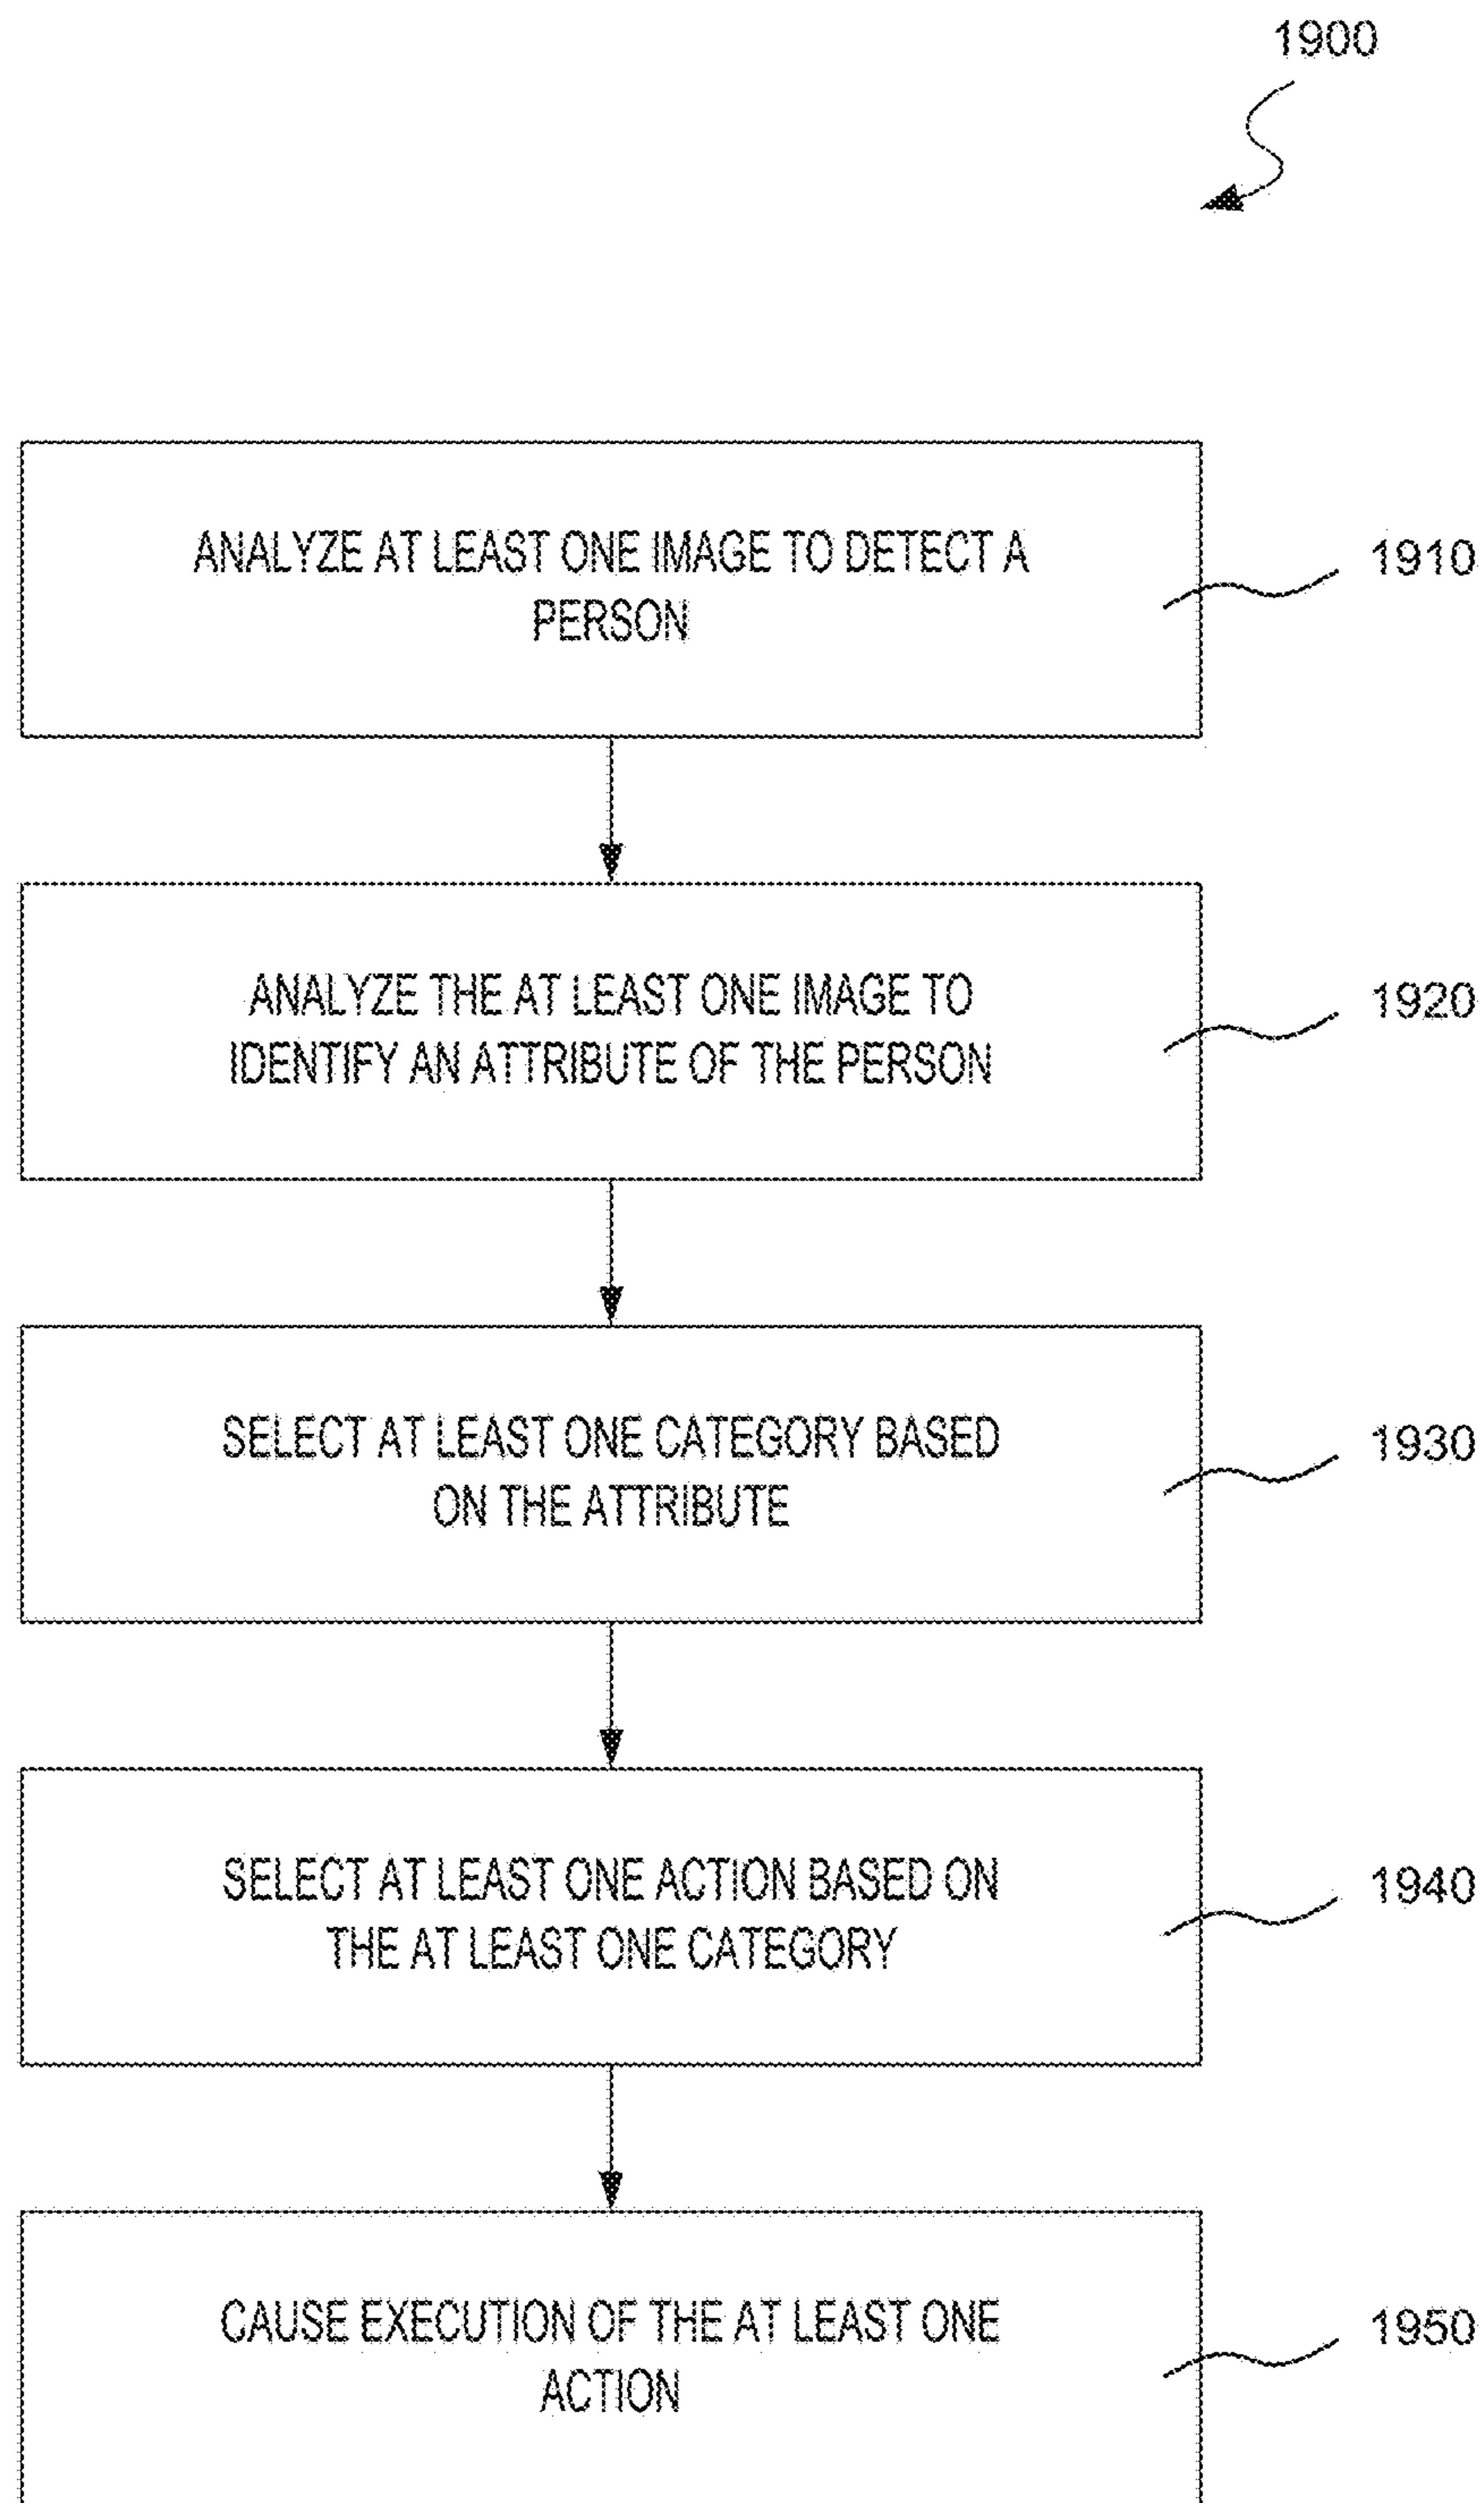 1900
ANALYZE AT LEAST ONE IMAGE TO DETECT A
PERSON
1910
ANALYZE THE AT LEAST ONE IMAGE TO
IDENTIFY AN ATTRIBUTE OF THE PERSON
1920
SELECT AT LEAST ONE CATEGORY BASED
ON THE ATTRIBUTE
1930
SELECT AT LEAST ONE ACTION BASED ON
THE AT LEAST ONE CATEGORY
1940
CAUSE EXECUTION OF THE AT LEAST ONE
ACTION
1950